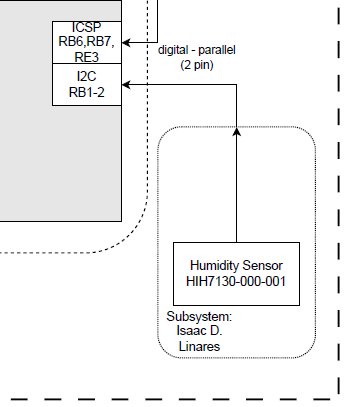 ICSP
RB6,RB7,
RE3
digital - parallel
(2 pin)
I2C
RB1-2
Humidity Sensor
HIH7130-000-001
Subsystem:
Isaac D.
Linares